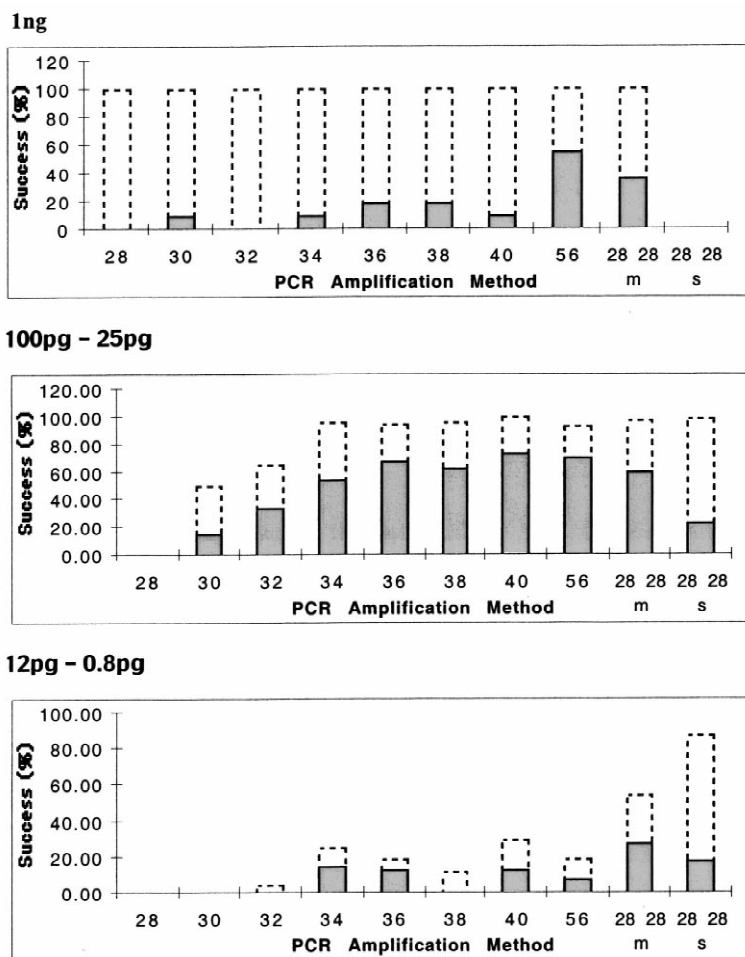 1ng
Success (%)
120
100
80
60
40
20
0
28 30 32 34 36 38 40 56 28 28 28 28
PCR Amplification Method m s
100pg – 25pg
Success (%)
120.00
100.00
80.00
60.00
40.00
20.00
0.00
28 30 32 34 36 38 40 56 28 28 28 28
PCR Amplification Method m s
12pg – 0.8pg
Success (%)
100.00
80.00
60.00
40.00
20.00
0.00
28 30 32 34 36 38 40 56 28 28 28 28
PCR Amplification Method m s